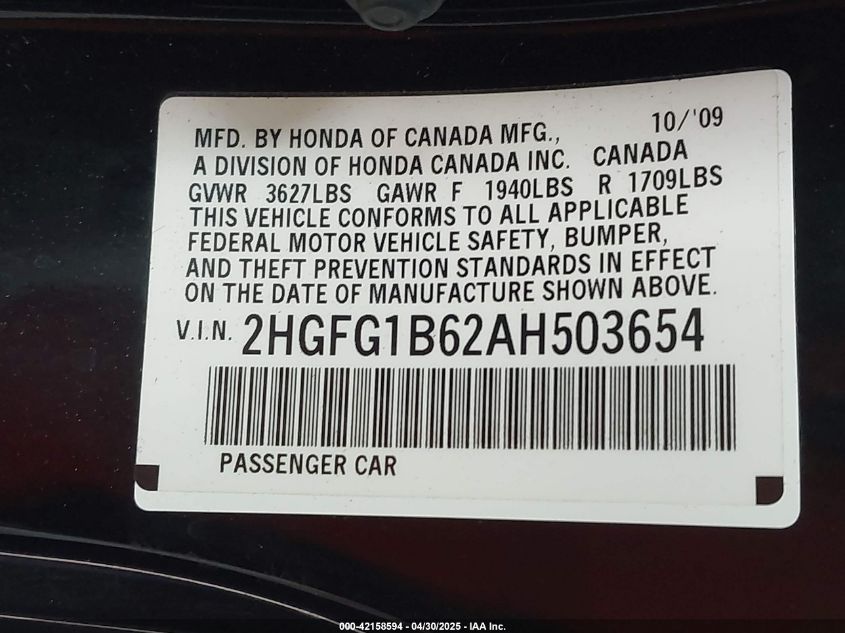 10/'09
MFD. BY HONDA OF CANADA MFG.,
A DIVISION OF HONDA CANADA INC. CANADA
GVWR 3627LBS GAWR F 1940LBS R 1709LBS
THIS VEHICLE CONFORMS TO ALL APPLICABLE
FEDERAL MOTOR VEHICLE SAFETY, BUMPER,
AND THEFT PREVENTION STANDARDS IN EFFECT
ON THE DATE OF MANUFACTURE SHOWN ABOVE.
V.I.N. 2HGFG1B62AH503654
PASSENGER CAR
000-42158594 - 04/30/2025 - IAA Inc.